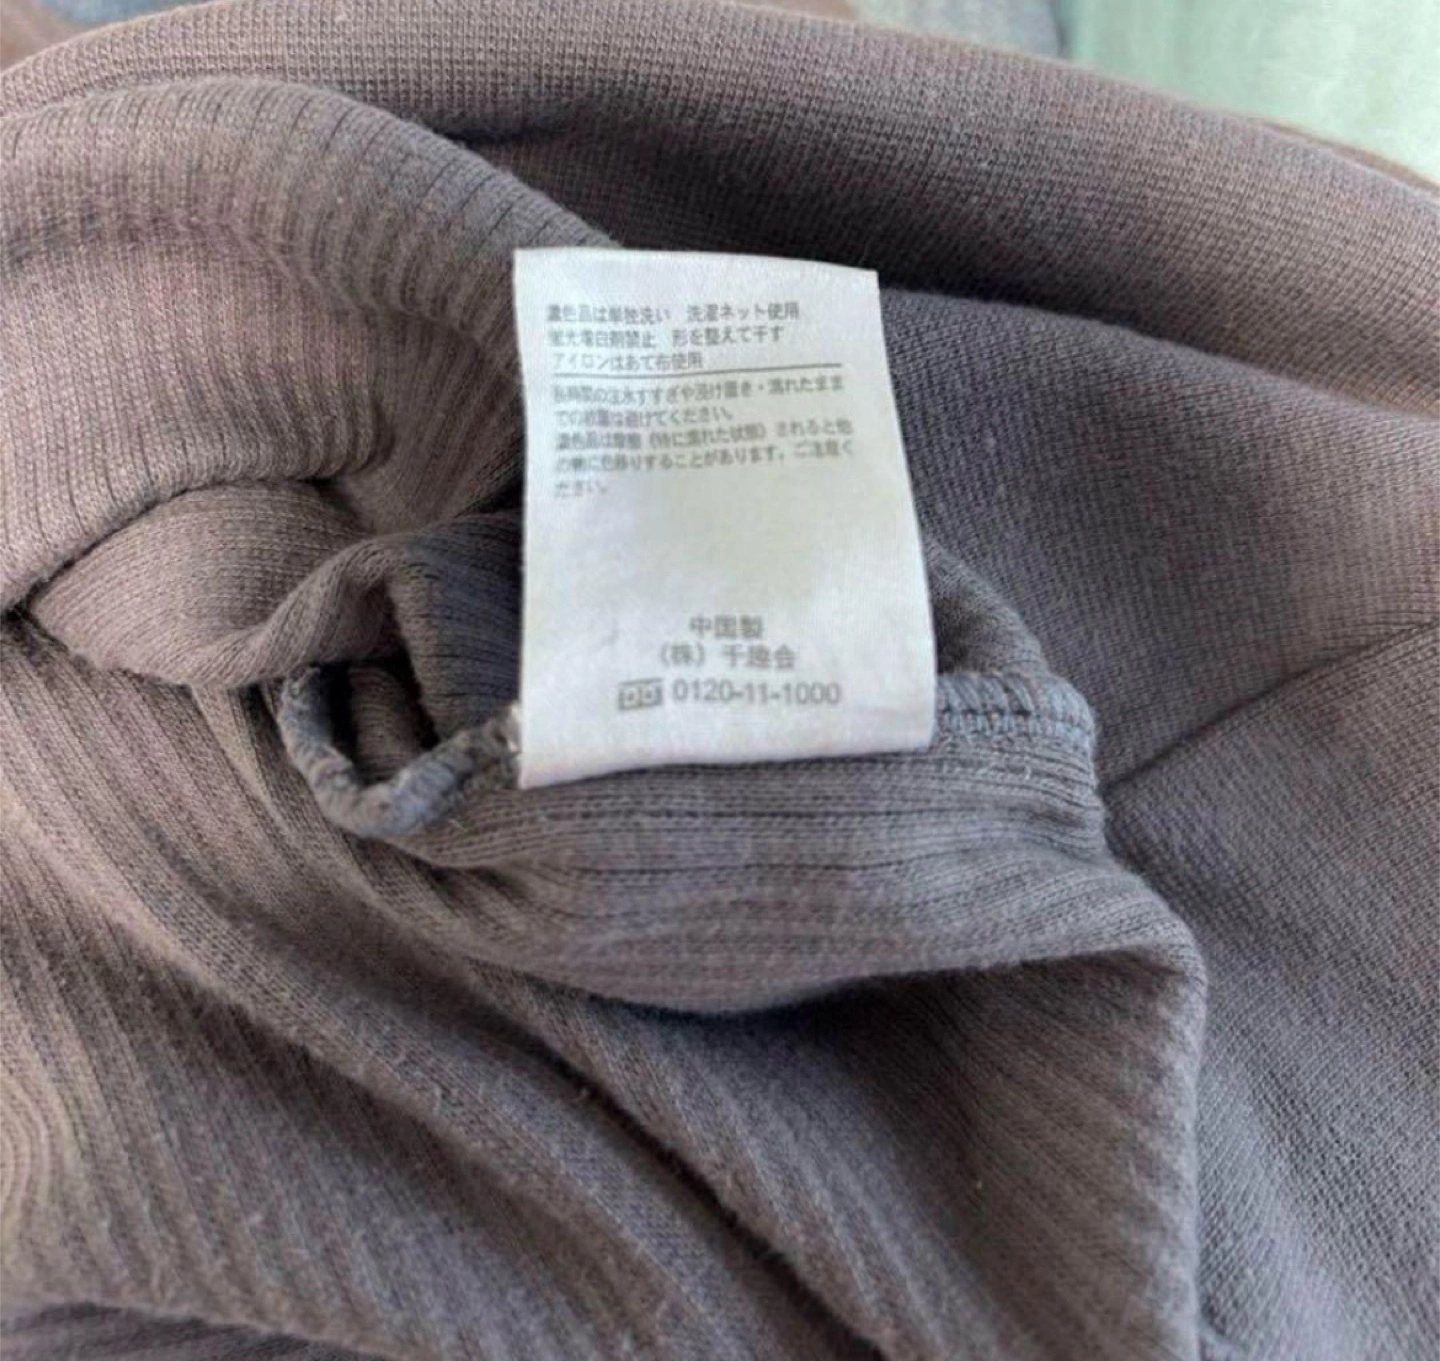 濃色品は単独洗い 洗濯ネット使用
蛍光増白剤禁止 形を整えて干す
アイロンはあて布使用
長時間の注水すすぎや浸け置き・濡れたまま
での放置は避けてください。
濃色品は摩擦(特に濡れた状態)されると他
の物に色移りすることがあります。ご注意く
ださい。
中国製
(株)千趣会
0120-11-1000